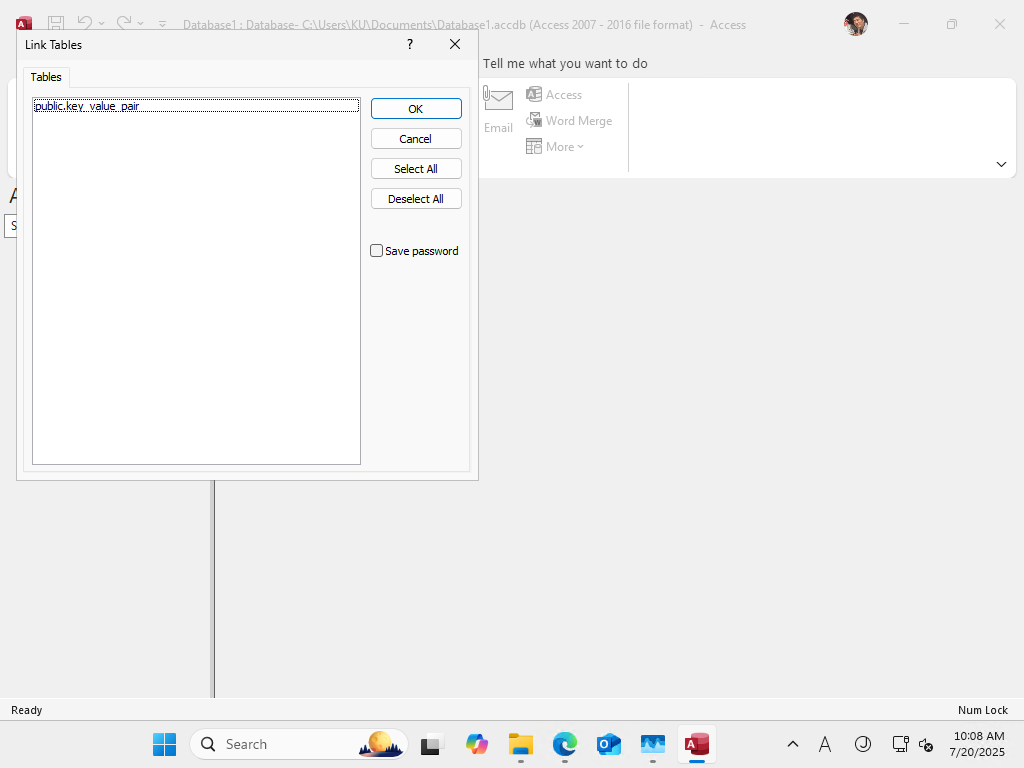 Database1 : Database- C:\Users\KU\Documents\Database1.accdb (Access 2007 - 2016 file format) - Access
Link Tables
?
Tell me what you want to do
Tables
public.key_value_pair
OK
Cancel
Select All
Deselect All
Save password
Email
Access
Word Merge
More
A
S
Ready
Num Lock
Search
A
J
10:08 AM
7/20/2025